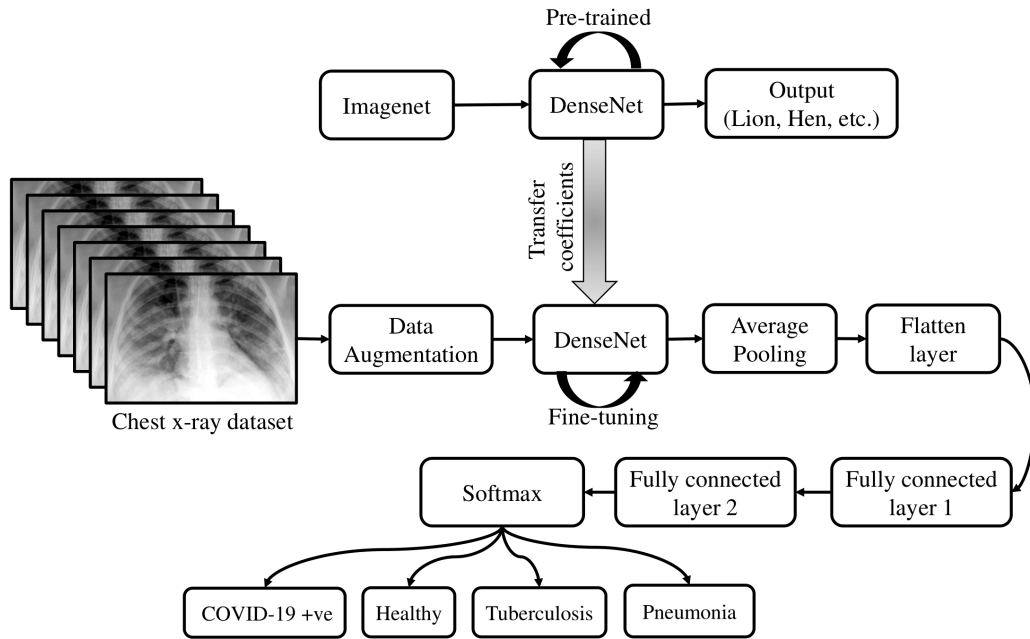 Pre-trained
Imagenet
DenseNet
Output
(Lion, Hen, etc.)
Transfer
coefficients
Data
Augmentation
DenseNet
Average
Pooling
Flatten
layer
Chest x-ray dataset
Fine-tuning
Softmax
Fully connected
layer 2
Fully connected
layer 1
COVID-19 +ve
Healthy
Tuberculosis
Pneumonia